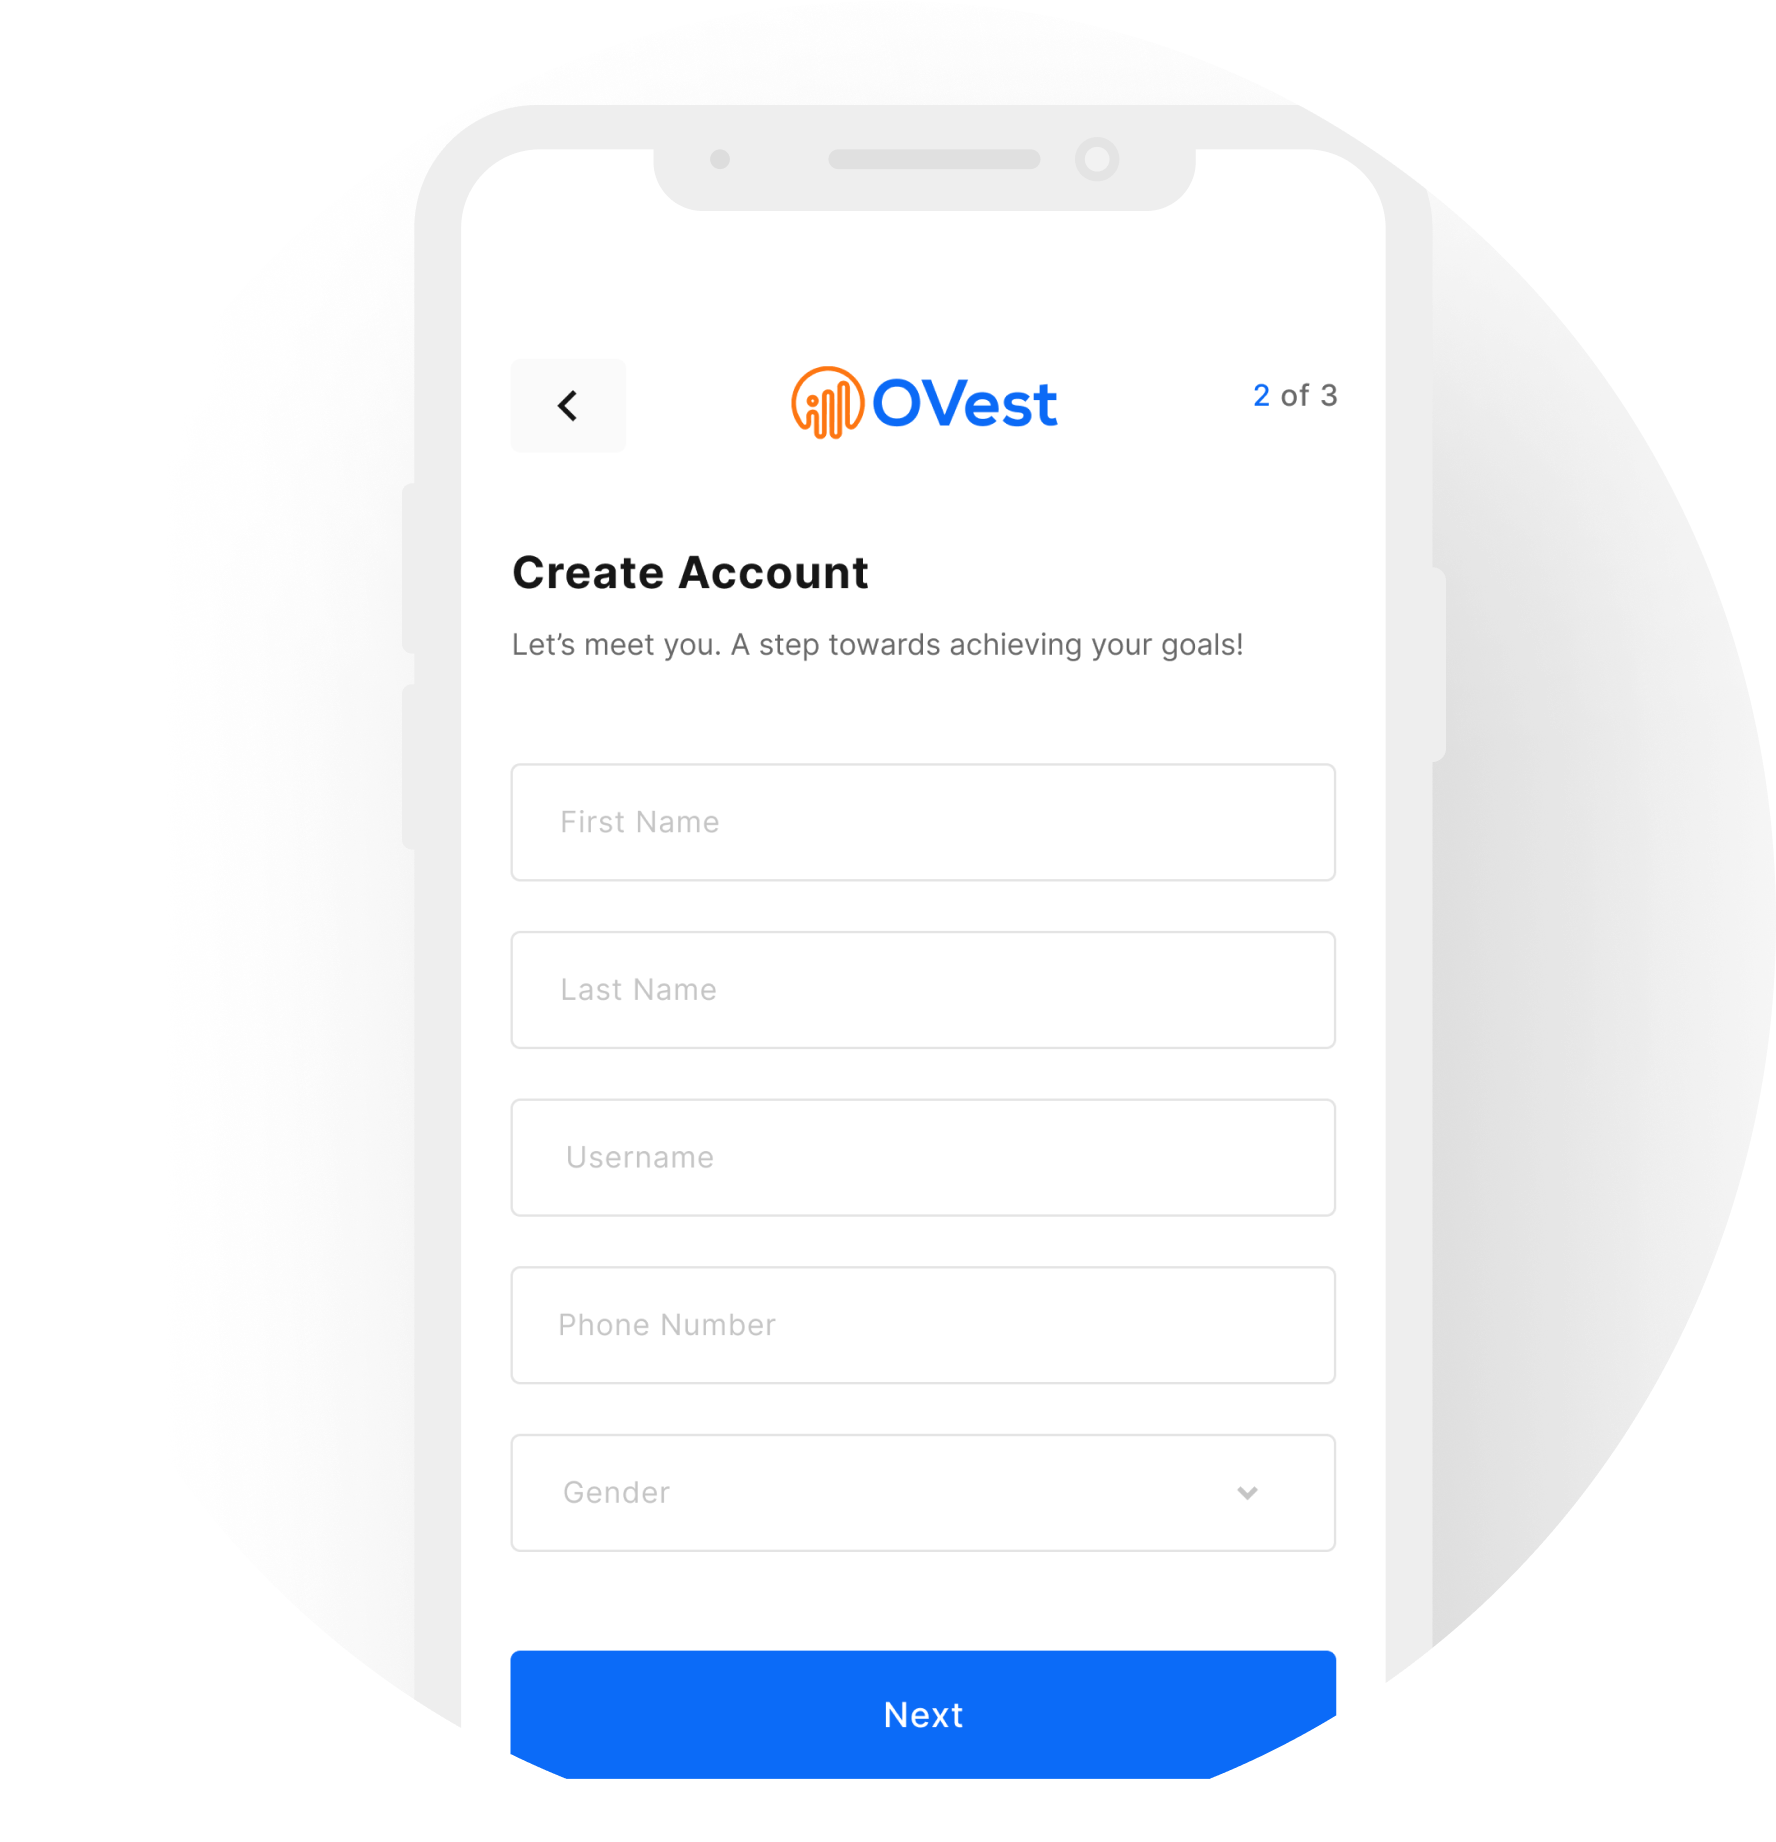 OVest
2 of 3
Create Account
Let’s meet you. A step towards achieving your goals!
First Name
Last Name
Username
Phone Number
Gender
Next